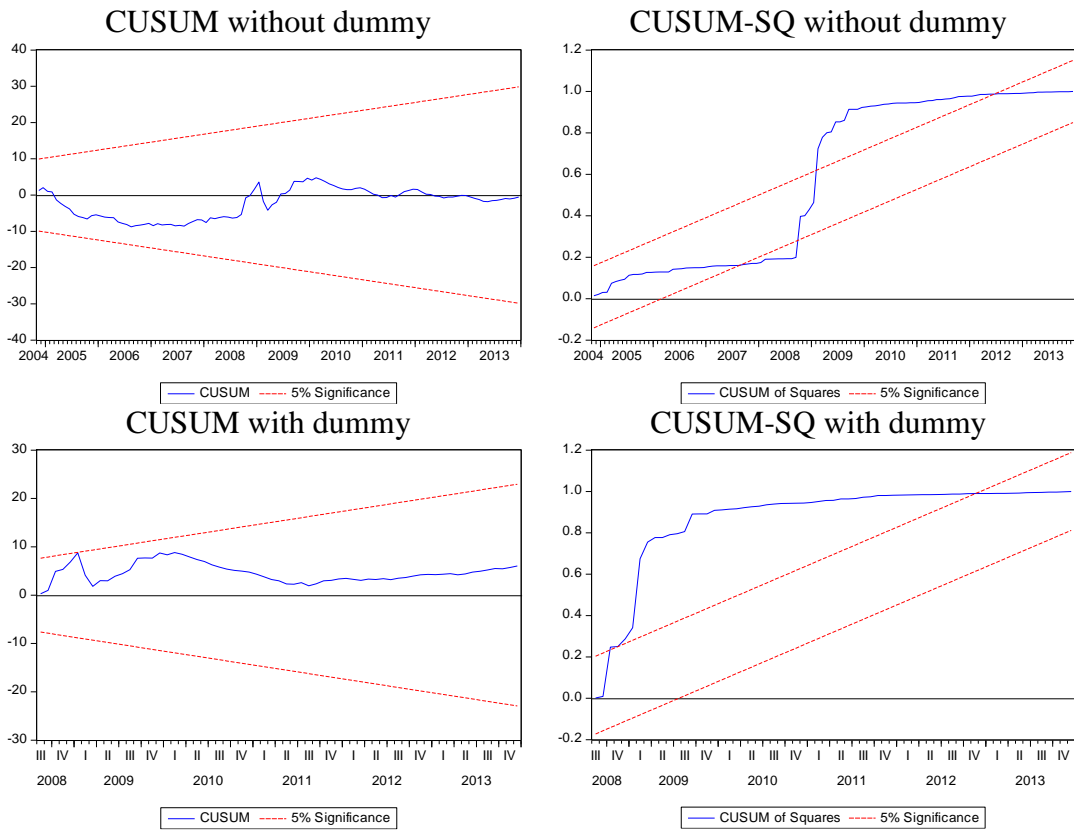 CUSUM without dummy
40
30
20
10
0
-10
-20
-30
-40
2004 2005 2006 2007 2008 2009 2010 2011 2012 2013
CUSUM 5% Significance
CUSUM-SQ without dummy
1.2
1.0
0.8
0.6
0.4
0.2
0.0
-0.2
2004 2005 2006 2007 2008 2009 2010 2011 2012 2013
CUSUM of Squares 5% Significance
CUSUM with dummy
30
20
10
0
-10
-20
-30
III IV I II III IV I II III IV I II III IV I II III IV I II III IV
2008 2009 2010 2011 2012 2013
CUSUM 5% Significance
CUSUM-SQ with dummy
1.2
1.0
0.8
0.6
0.4
0.2
0.0
-0.2
III IV I II III IV I II III IV I II III IV I II III IV I II III IV
2008 2009 2010 2011 2012 2013
CUSUM of Squares 5% Significance